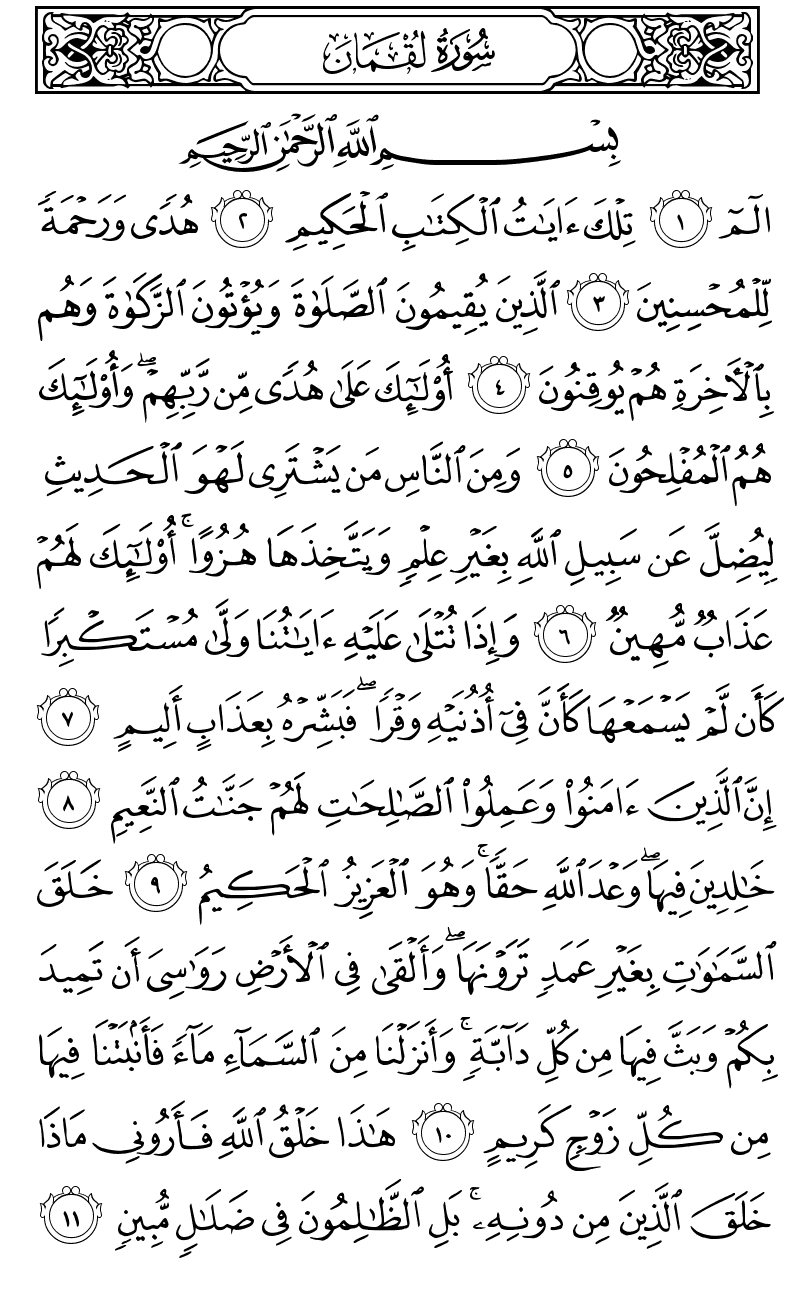 سُورَةُ لُقْمَانَ
بِسْمِ ٱللَّهِ ٱلرَّحْمَٰنِ ٱلرَّحِيمِ
الٓمٓ ١ تِلْكَ ءَايَٰتُ ٱلْكِتَٰبِ ٱلْحَكِيمِ ٢ هُدًى وَرَحْمَةً
لِّلْمُحْسِنِينَ ٣ ٱلَّذِينَ يُقِيمُونَ ٱلصَّلَوٰةَ وَيُؤْتُونَ ٱلزَّكَوٰةَ وَهُم
بِٱلْأَخِرَةِ هُمْ يُوقِنُونَ ٤ أُوْلَٰٓئِكَ عَلَىٰ هُدًى مِّن رَّبِّهِمْۖ وَأُوْلَٰٓئِكَ
هُمُ ٱلْمُفْلِحُونَ ٥ وَمِنَ ٱلنَّاسِ مَن يَشْتَرِى لَهْوَ ٱلْحَدِيثِ
لِيُضِلَّ عَن سَبِيلِ ٱللَّهِ بِغَيْرِ عِلْمٍ وَيَتَّخِذَهَا هُزُوًاۚ أُوْلَٰٓئِكَ لَهُمْ
عَذَابٌ مُّهِينٌ ٦ وَإِذَا تُتْلَىٰ عَلَيْهِ ءَايَٰتُنَا وَلَّىٰ مُسْتَكْبِرًا
كَأَن لَّمْ يَسْمَعْهَا كَأَنَّ فِىٓ أُذُنَيْهِ وَقْرًاۖ فَبَشِّرْهُ بِعَذَابٍ أَلِيمٍ ٧
إِنَّ ٱلَّذِينَ ءَامَنُوا۟ وَعَمِلُوا۟ ٱلصَّٰلِحَٰتِ لَهُمْ جَنَّٰتُ ٱلنَّعِيمِ ٨
خَٰلِدِينَ فِيهَاۖ وَعْدَ ٱللَّهِ حَقًّاۚ وَهُوَ ٱلْعَزِيزُ ٱلْحَكِيمُ ٩ خَلَقَ
ٱلسَّمَٰوَٰتِ بِغَيْرِ عَمَدٍ تَرَوْنَهَاۖ وَأَلْقَىٰ فِى ٱلْأَرْضِ رَوَٰسِىَ أَن تَمِيدَ
بِكُمْ وَبَثَّ فِيهَا مِن كُلِّ دَآبَّةٍۚ وَأَنزَلْنَا مِنَ ٱلسَّمَآءِ مَآءً فَأَنۢبَتْنَا فِيهَا
مِن كُلِّ زَوْجٍ كَرِيمٍ ١٠ هَٰذَا خَلْقُ ٱللَّهِ فَأَرُونِى مَاذَا
خَلَقَ ٱلَّذِينَ مِن دُونِهِۦۚ بَلِ ٱلظَّٰلِمُونَ فِى ضَلَٰلٍ مُّبِينٍ ١١